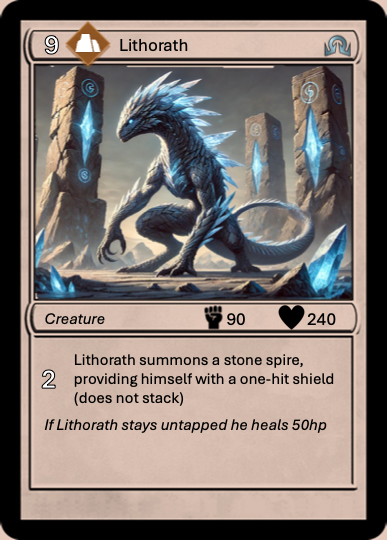 9 Lithorath
Creature 90 240
Lithorath summons a stone spire,
2 providing himself with a one-hit shield
(does not stack)
If Lithorath stays untapped he heals 50hp